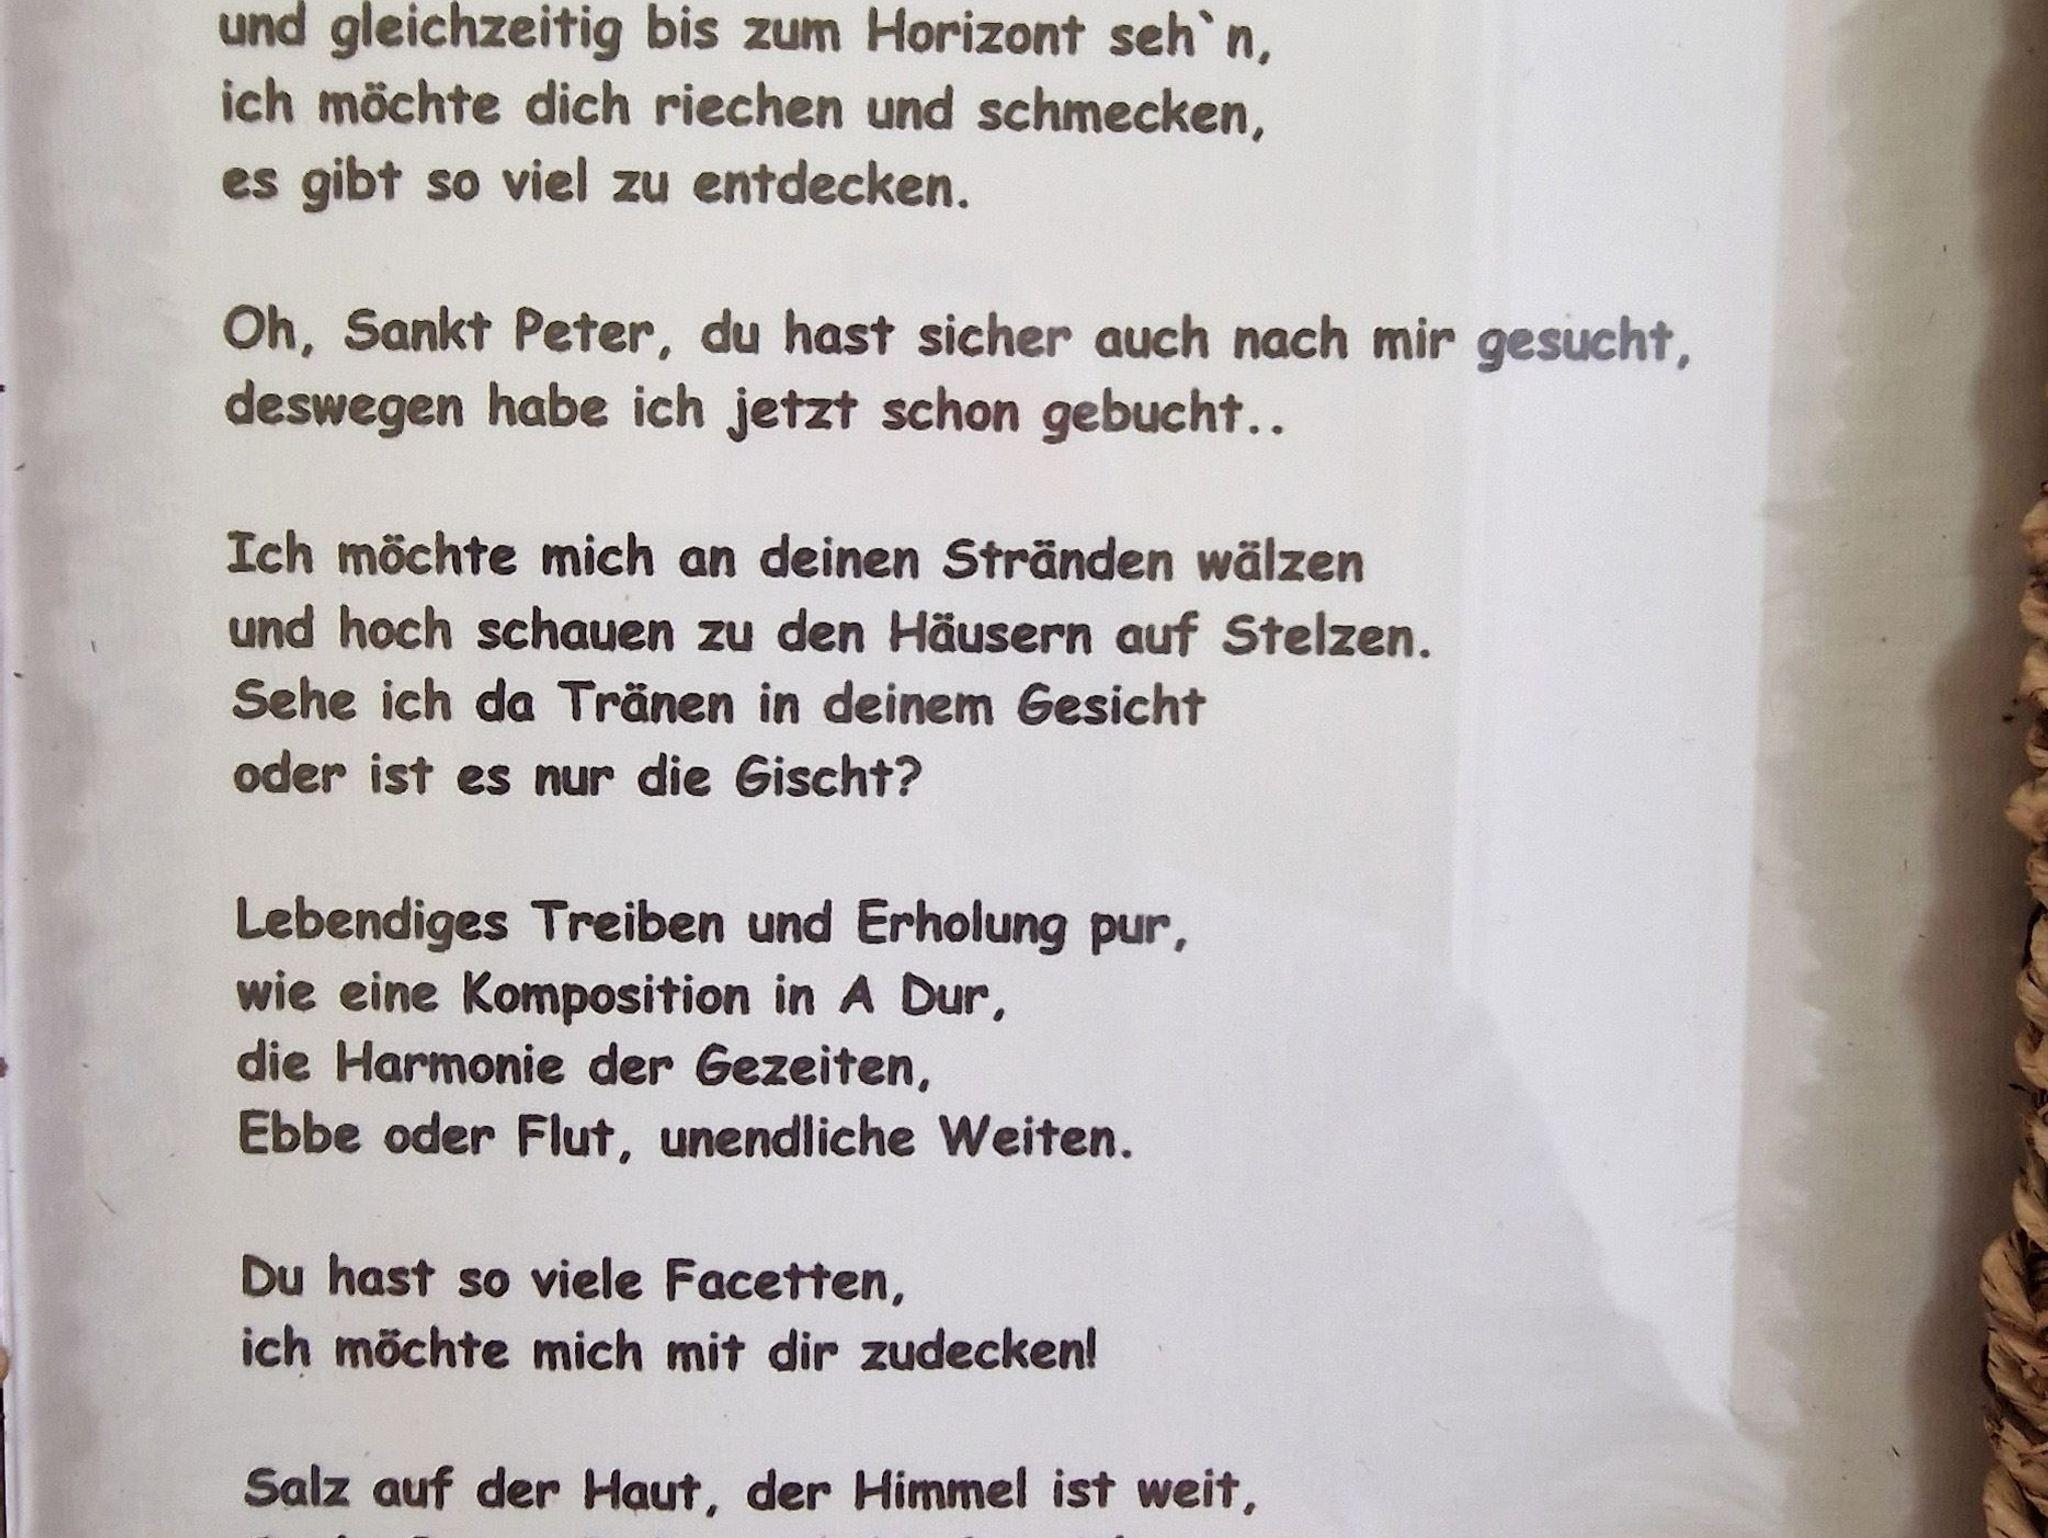 und gleichzeitig bis zum Horizont seh`n,
ich möchte dich riechen und schmecken,
es gibt so viel zu entdecken.
Oh, Sankt Peter, du hast sicher auch nach mir gesucht,
deswegen habe ich jetzt schon gebucht..
Ich möchte mich an deinen Stränden wälzen
und hoch schauen zu den Häusern auf Stelzen.
Sehe ich da Tränen in deinem Gesicht
oder ist es nur die Gischt?
Lebendiges Treiben und Erholung pur,
wie eine Komposition in A Dur,
die Harmonie der Gezeiten,
Ebbe oder Flut, unendliche Weiten.
Du hast so viele Facetten,
ich möchte mich mit dir zudecken!
Salz auf der Haut, der Himmel ist weit,